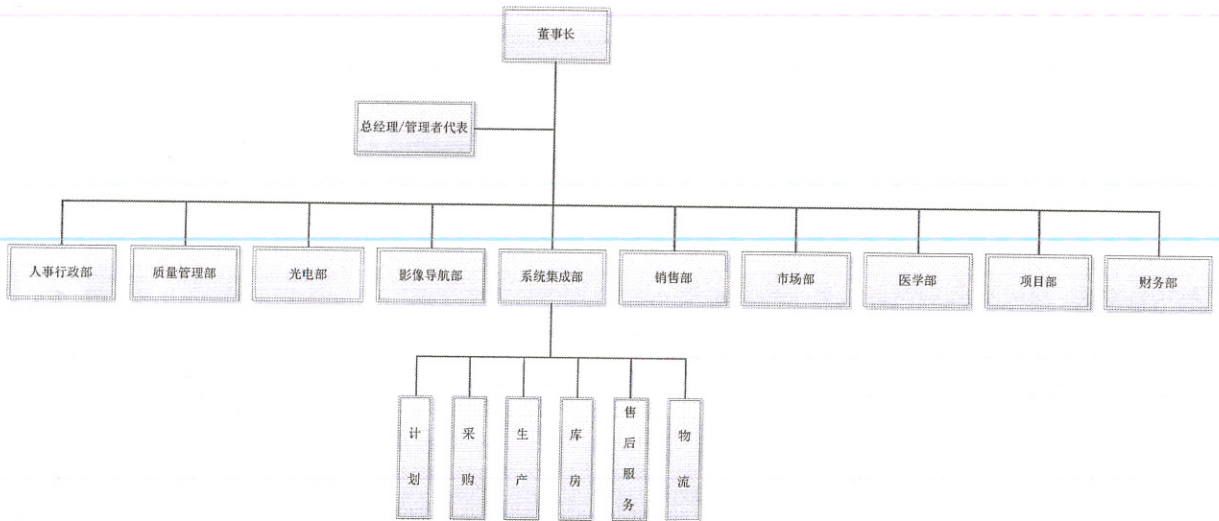 董事长
总经理/管理者代表
人事行政部
质量管理部
光电部
影像导航部
系统集成部
销售部
市场部
医学部
项目部
财务部
计划
采购
生产
库房
售后服务
物流